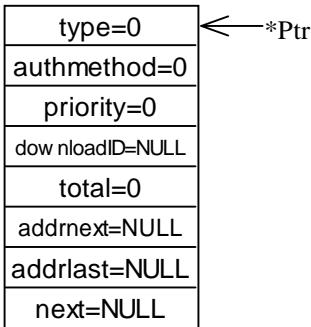 type=0
*Ptr
authmethod=0
priority=0
dow nloadID=NULL
total=0
addrnext=NULL
addrlast=NULL
next=NULL